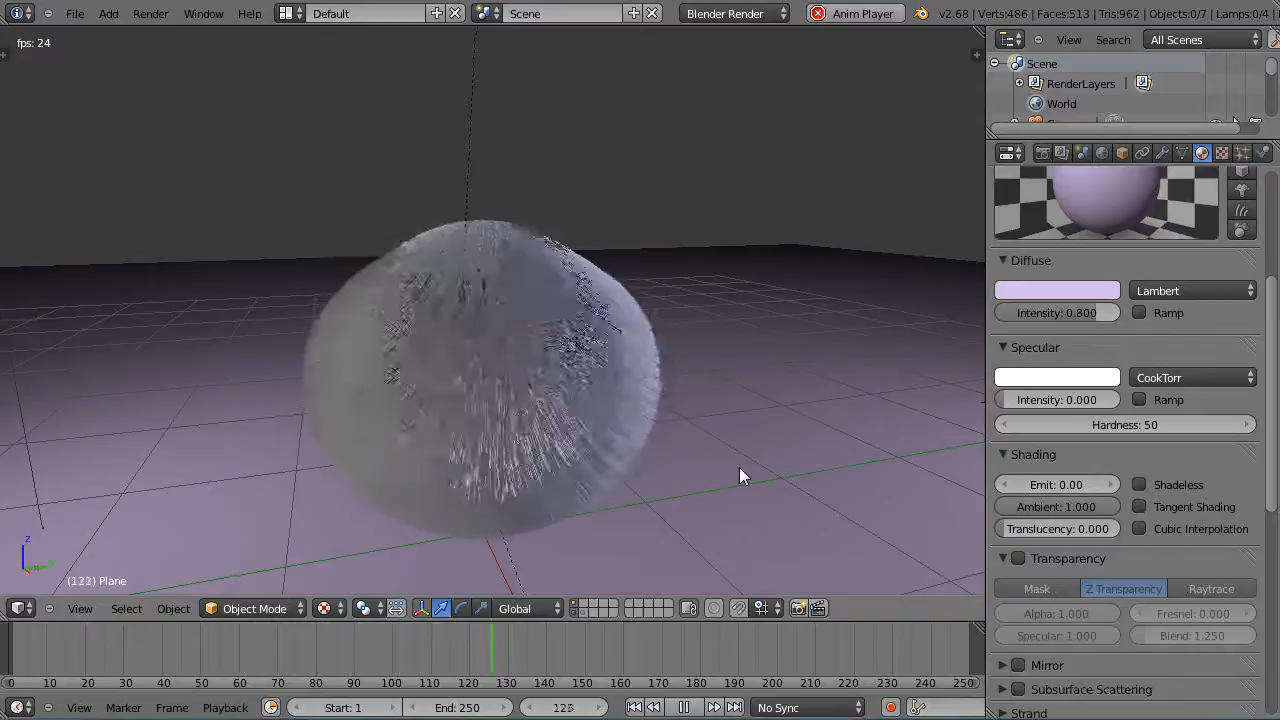 File Add Render Window Help Default Scene Blender Render Anim Player v2.68 | Verts:486 | Faces:513 | Tris:962 | Objects:0/7 | Lamps:0/4 |
fps: 24
View Search All Scenes
Scene
RenderLayers |
World
Diffuse
Lambert
Intensity: 0.800 Ramp
Specular
CookTorr
Intensity: 0.000 Ramp
Hardness: 50
Shading
Emit: 0.00 Shadeless
Ambient: 1.000 Tangent Shading
Translucency: 0.000 Cubic Interpolation
Transparency
Mask Z Transparency Raytrace
Alpha: 1.000 Fresnel: 0.000
Specular: 1.000 Blend: 1.250
Mirror
Subsurface Scattering
Strand
z
Plane
View Select Object Object Mode Global
0 10 20 30 40 50 60 70 80 90 100 110 120 130 140 150 160 170 180 190 200 210 220 230 240 250
View Marker Frame Playback Start: 1 End: 250 No Sync